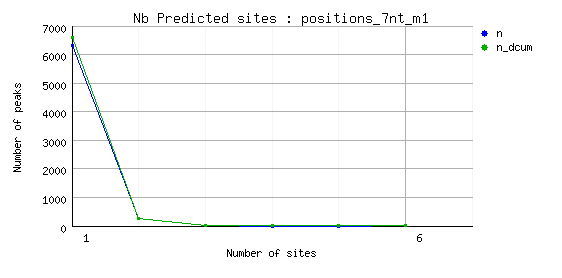 Nb Predicted sites : positions_7nt_m1
n
n_dcum
Number of peaks
7000
6000
5000
4000
3000
2000
1000
0
1
6
Number of sites